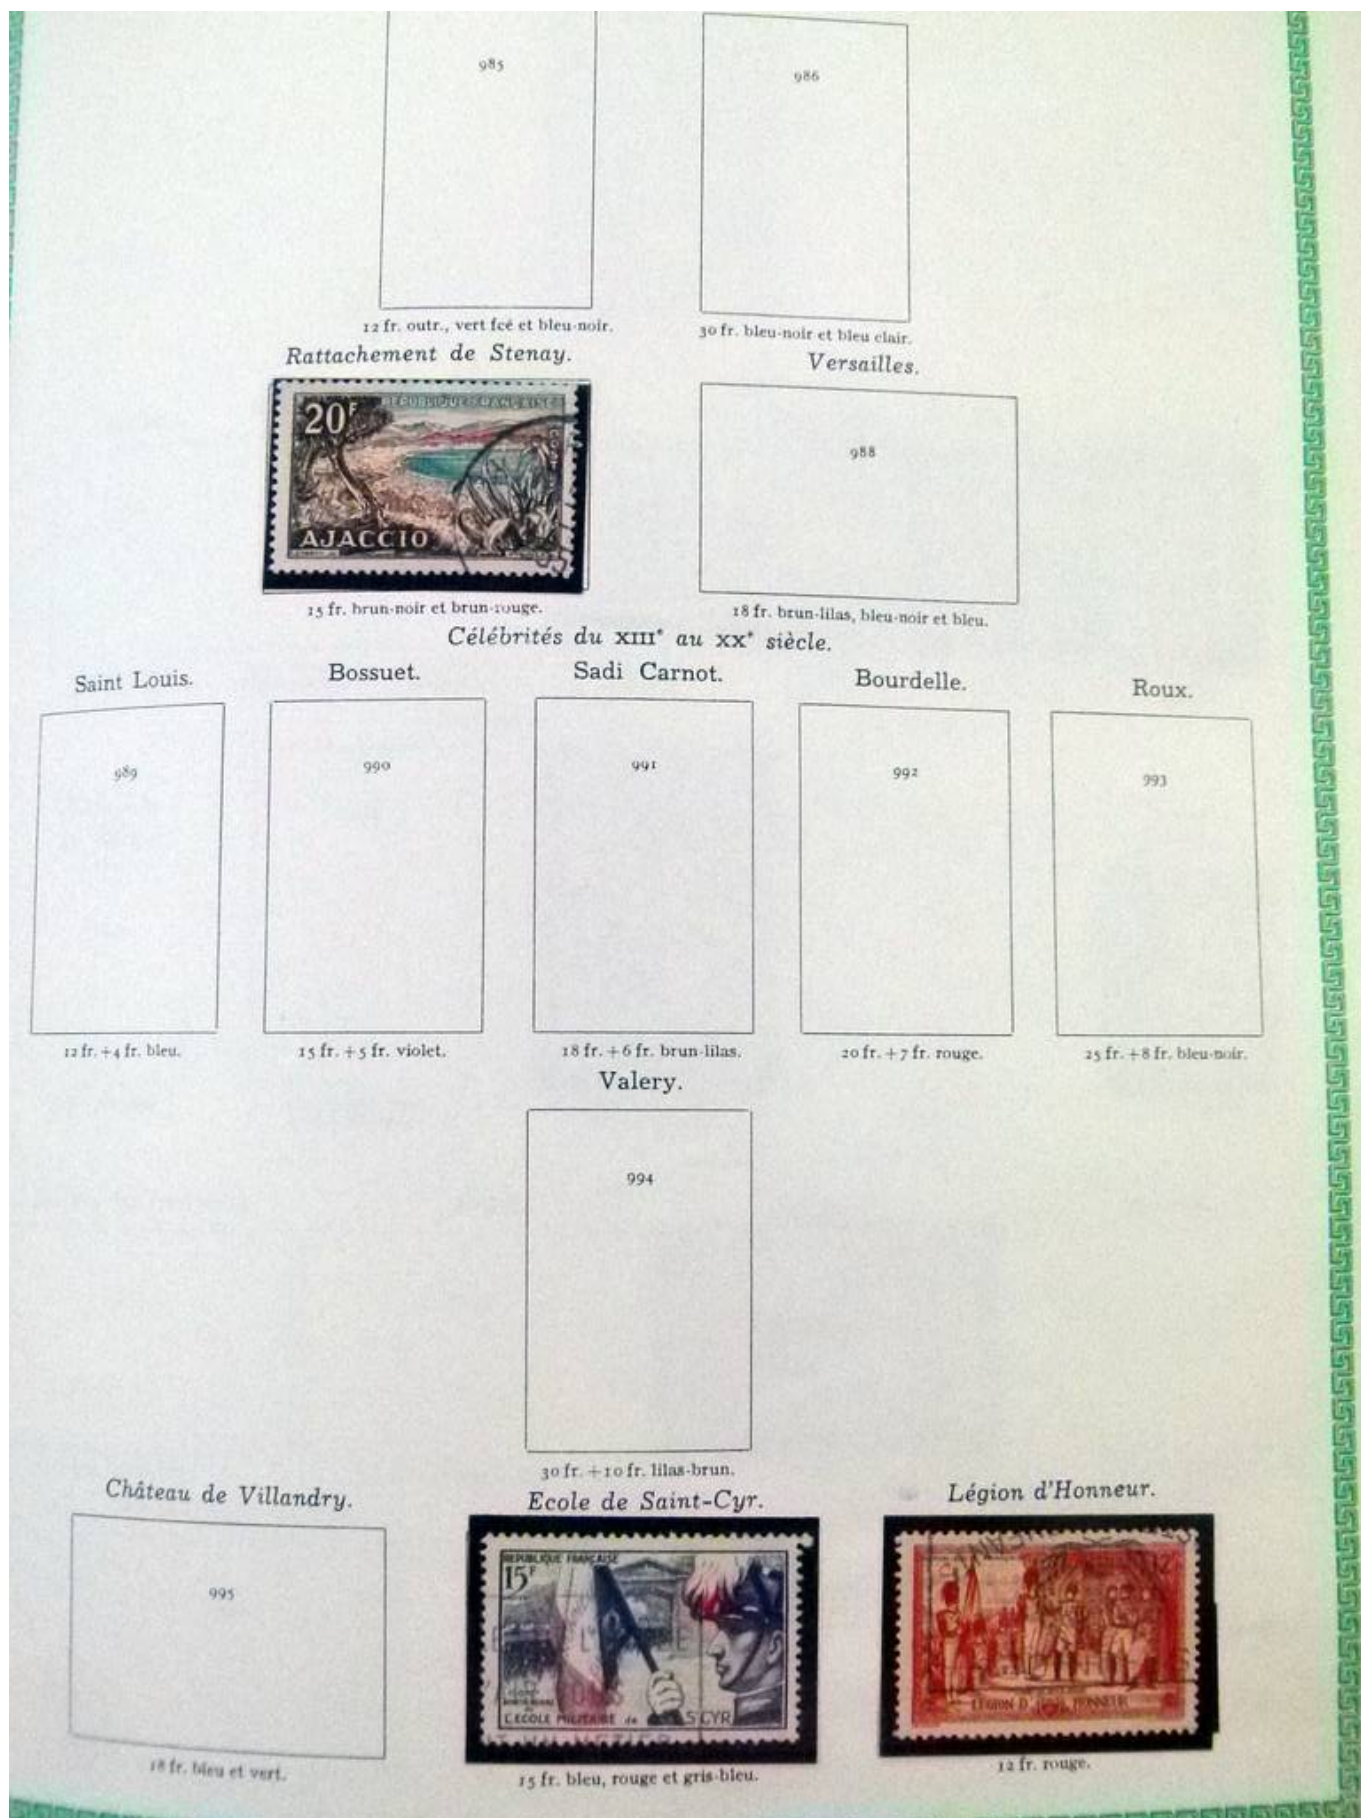 985
986
12 fr. outr., vert fcé et bleu-noir.
30 fr. bleu-noir et bleu clair.
Rattachement de Stenay.
Versailles.
20F
REPUBLIQUE FRANÇAISE
AJACCIO
988
15 fr. brun-noir et brun-rouge.
18 fr. brun-lilas, bleu-noir et bleu.
Célébrités du XIIIe au XXe siècle.
Saint Louis.
Bossuet.
Sadi Carnot.
Bourdelle.
Roux.
989
990
991
992
993
12 fr. + 4 fr. bleu.
15 fr. + 5 fr. violet.
18 fr. + 6 fr. brun-lilas.
20 fr. + 7 fr. rouge.
25 fr. + 8 fr. bleu-noir.
Valery.
994
30 fr. + 10 fr. lilas-brun.
Château de Villandry.
Ecole de Saint-Cyr.
Légion d'Honneur.
995
REPUBLIQUE FRANÇAISE
15F
L'ECOLE MILITAIRE de ST CYR
LEGION D' HONNEUR
18 fr. bleu et vert.
15 fr. bleu, rouge et gris-bleu.
12 fr. rouge.